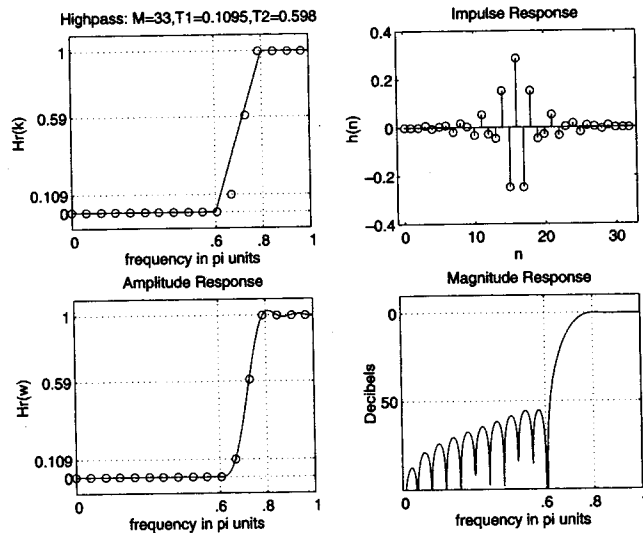 Highpass: M=33,T1=0.1095,T2=0.598
Hr(k)
1
0.59
0.109
0
0
.6
.8
1
frequency in pi units
Impulse Response
h(n)
0.4
0.2
0
−0.2
−0.4
0
10
20
30
n
Amplitude Response
Hr(w)
1
0.59
0.109
0
0
.6
.8
1
frequency in pi units
Magnitude Response
Decibels
0
50
0
.6
.8
1
frequency in pi units